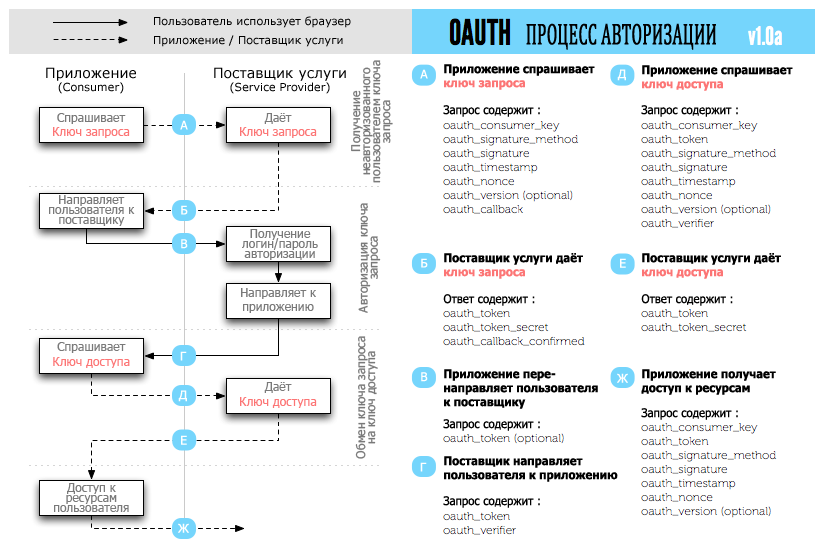 Пользователь использует браузер
Приложение / Поставщик услуги
OAUTH ПРОЦЕСС АВТОРИЗАЦИИ v1.0a
Приложение
(Consumer)
Поставщик услуги
(Service Provider)
Спрашивает
Ключ запроса
А
Даёт
Ключ запроса
Получение
неавторизованного
пользователем ключа
запроса
Направляет
пользователя к
поставщику
Б
В
Получение
логин/пароль
авторизации
Направляет к
приложению
Авторизация ключа
запроса
Спрашивает
Ключ доступа
Г
Д
Даёт
Ключ доступа
Е
Обмен ключа запроса
на ключ доступа
Доступ к
ресурсам
пользователя
Ж
А
Приложение спрашивает
ключ запроса
Запрос содержит :
oauth_consumer_key
oauth_signature_method
oauth_signature
oauth_timestamp
oauth_nonce
oauth_version (optional)
oauth_callback
Б
Поставщик услуги даёт
ключ запроса
Ответ содержит :
oauth_token
oauth_token_secret
oauth_callback_confirmed
В
Приложение пере-
направляет пользователя
к поставщику
Запрос содержит :
oauth_token (optional)
Г
Поставщик направляет
пользователя к приложению
Запрос содержит :
oauth_token
oauth_verifier
Д
Приложение спрашивает
ключ доступа
Запрос содержит :
oauth_consumer_key
oauth_token
oauth_signature_method
oauth_signature
oauth_timestamp
oauth_nonce
oauth_version (optional)
oauth_verifier
Е
Поставщик услуги даёт
ключ доступа
Ответ содержит :
oauth_token
oauth_token_secret
Ж
Приложение получает
доступ к ресурсам
Запрос содержит :
oauth_consumer_key
oauth_token
oauth_signature_method
oauth_signature
oauth_timestamp
oauth_nonce
oauth_version (optional)